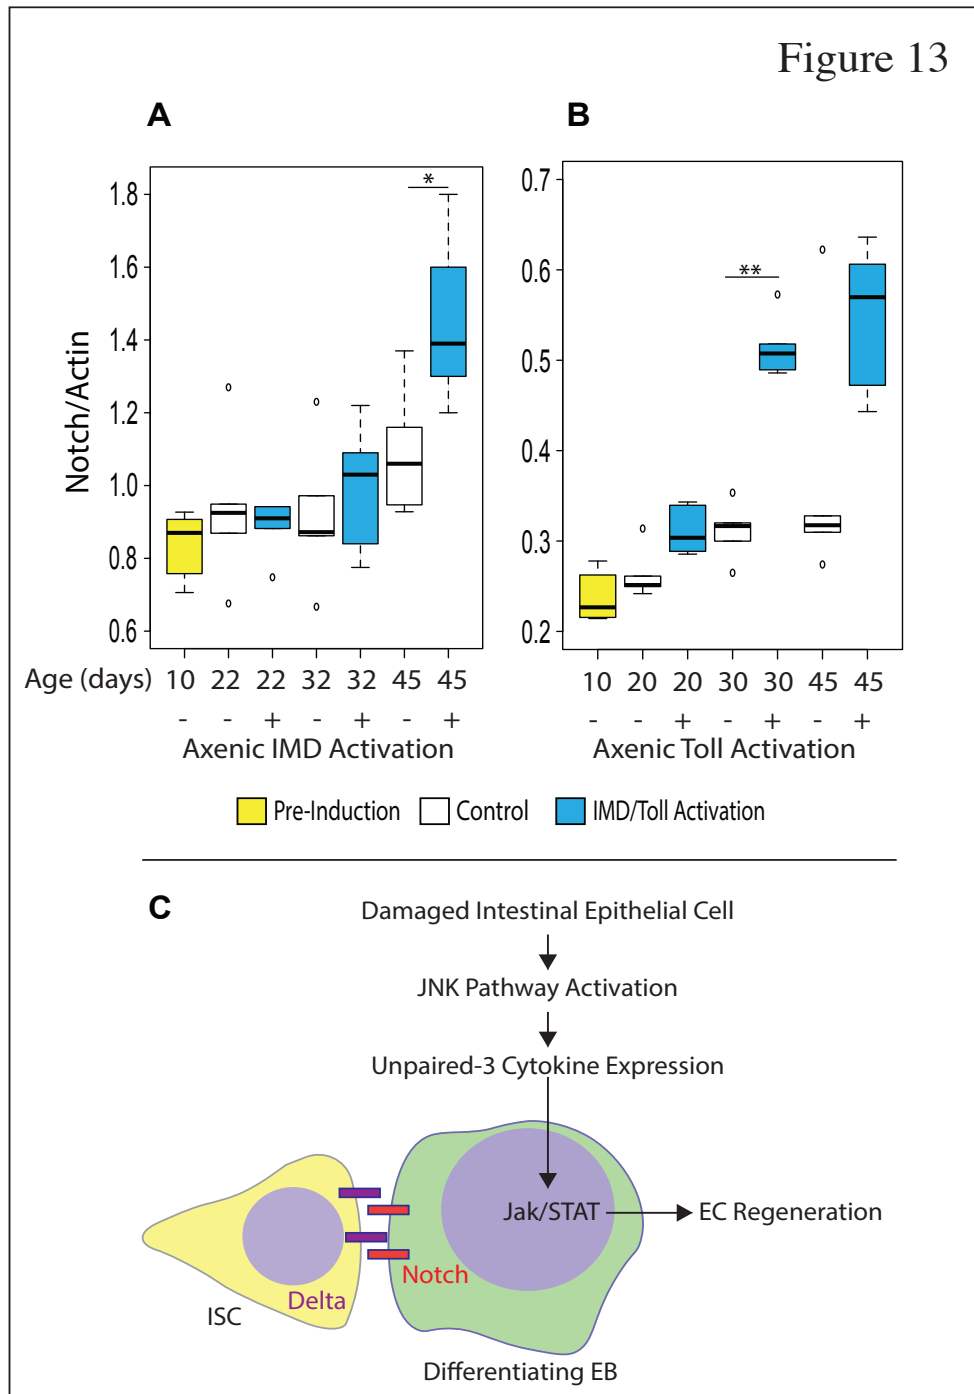 Figure 13
A
B
Notch/Actin
1.8
1.6
1.4
1.2
1.0
0.8
0.6
*
0.7
0.6
0.5
0.4
0.3
0.2
**
Age (days) 10 22 22 32 32 45 45
- - + - + - +
Axenic IMD Activation
10 20 20 30 30 45 45
- - + - + - +
Axenic Toll Activation
Pre-Induction Control IMD/Toll Activation
C
Damaged Intestinal Epithelial Cell
JNK Pathway Activation
Unpaired-3 Cytokine Expression
Jak/STAT
EC Regeneration
Notch
Delta
ISC
Differentiating EB